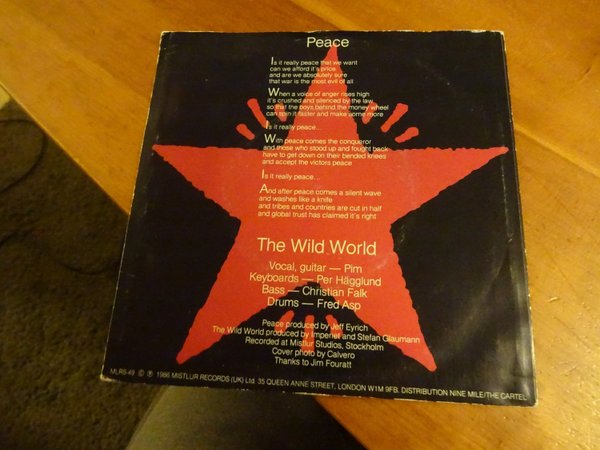 Peace
Is it really peace that we want
can we afford it's price
and are we absolutely sure
that war is the most evil of all
When a voice of anger rises high
it's crushed and silenced by the law
so that the boys behind the money wheel
can spin it faster and make some more
Is it really peace...
With peace comes the conqueror
and those who stood up and fought back
have to get down on their bended knees
and accept the victors peace
Is it really peace...
And after peace comes a silent wave
and washes like a knife
and tribes and countries are cut in half
and global trust has claimed it's right
The Wild World
Vocal, guitar — Pim
Keyboards — Per Hägglund
Bass — Christian Falk
Drums — Fred Asp
Peace produced by Jeff Eyrich
The Wild World produced by Imperiet and Stefan Glaumann
Recorded at Mistlur Studios, Stockholm
Cover photo by Calvero
Thanks to Jim Fouratt
MLRS-49 © ℗ 1986 MISTLUR RECORDS (UK) Ltd. 35 QUEEN ANNE STREET, LONDON W1M 9FB. DISTRIBUTION NINE MILE/THE CARTEL